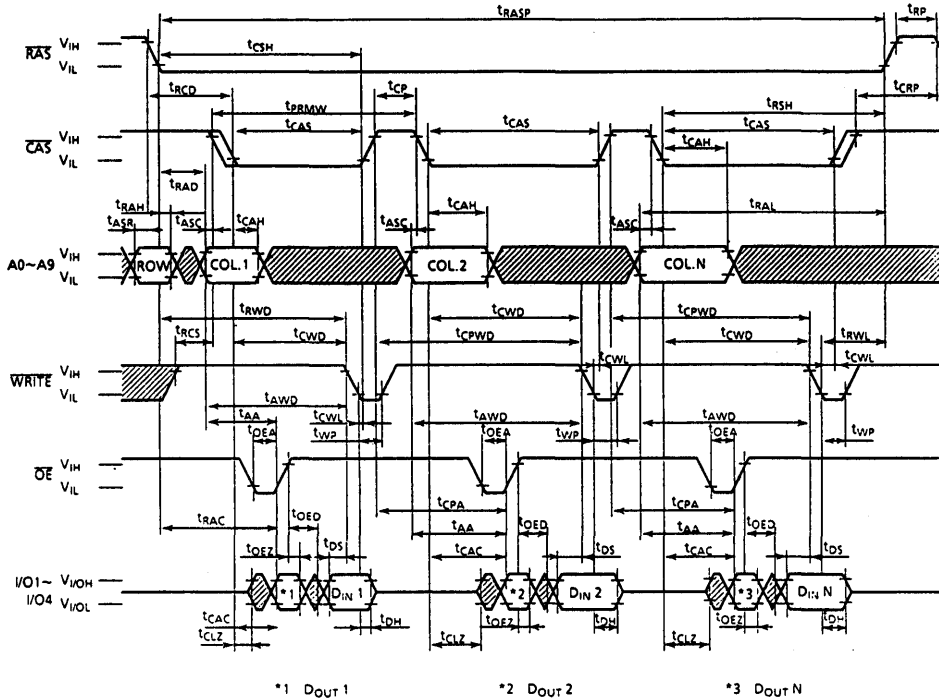 tRASP tRP
RAS VIH
VIL
tCSH
tRCD tCP tCRP
tPRMW tRSH
CAS VIH
VIL
tCAS tCAS tCAS
tCAH
tRAD
tRAH tRAL
tASR tASC tCAH tASC tCAH tASC
A0~A9 VIH
VIL
ROW COL.1 COL.2 COL.N
tRWD tCWD tCPWD
tRCS tCWD tCPWD tCWD tRWL
WRITE VIH
VIL
tCWL tCWL
tAWD tAWD tAWD
tAA tCWL
tOEA tWP tOEA tWP tOEA tWP
OE VIH
VIL
tCPA tCPA
tRAC tOED tAA tOED tAA tOED
tOEZ tDS tCAC tDS tCAC tDS
I/O1~ VI/OH
I/O4 VI/OL
*1 DIN 1 *2 DIN 2 *3 DIN N
tCAC tDH tOEZ tDH tOEZ tDH
tCLZ tCLZ tCLZ
*1 DOUT 1 *2 DOUT 2 *3 DOUT N